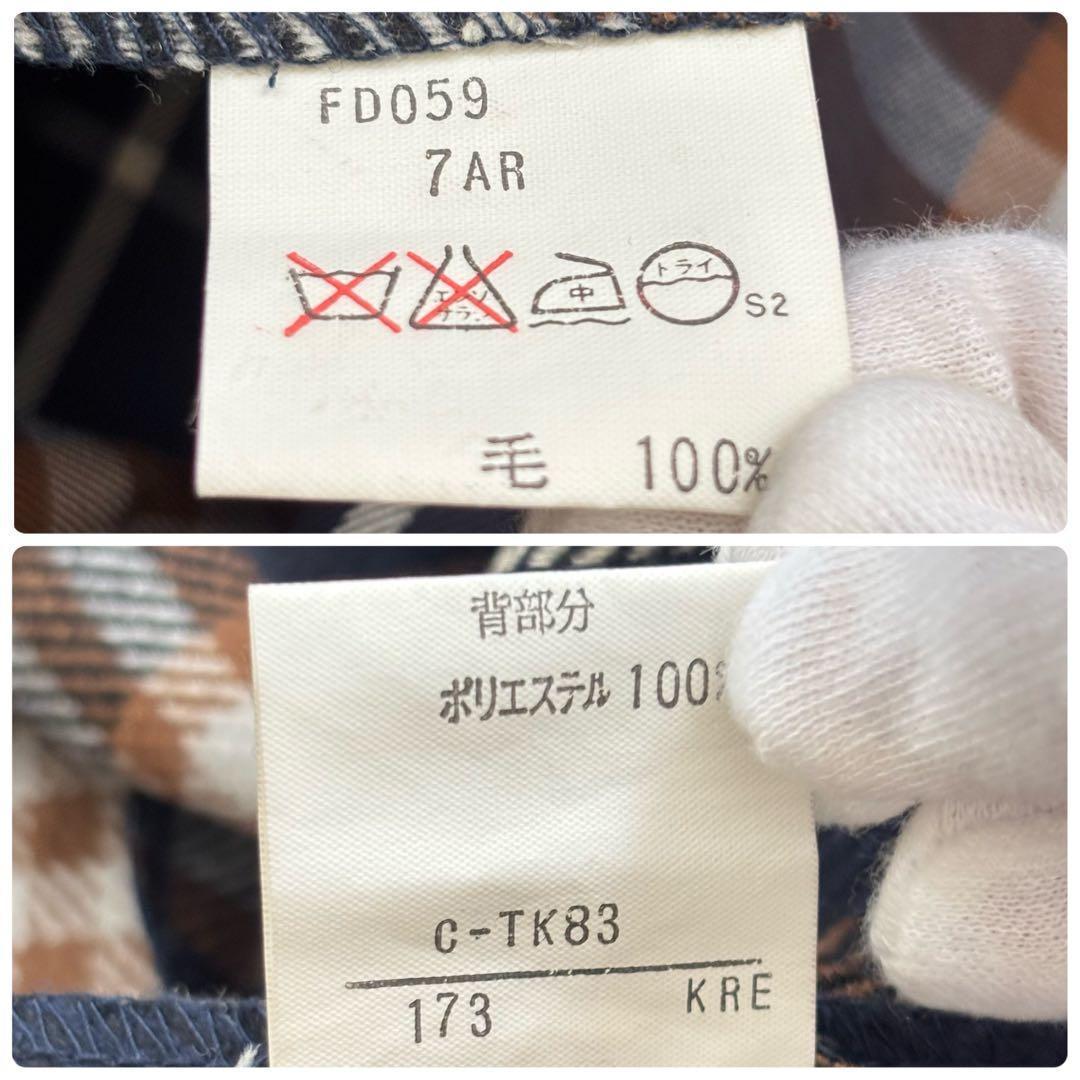 FD059
7AR
エンソ
サラシ
中
トライ
S2
毛 100%
背部分
ポリエステル 100%
C-TK83
173 KRE